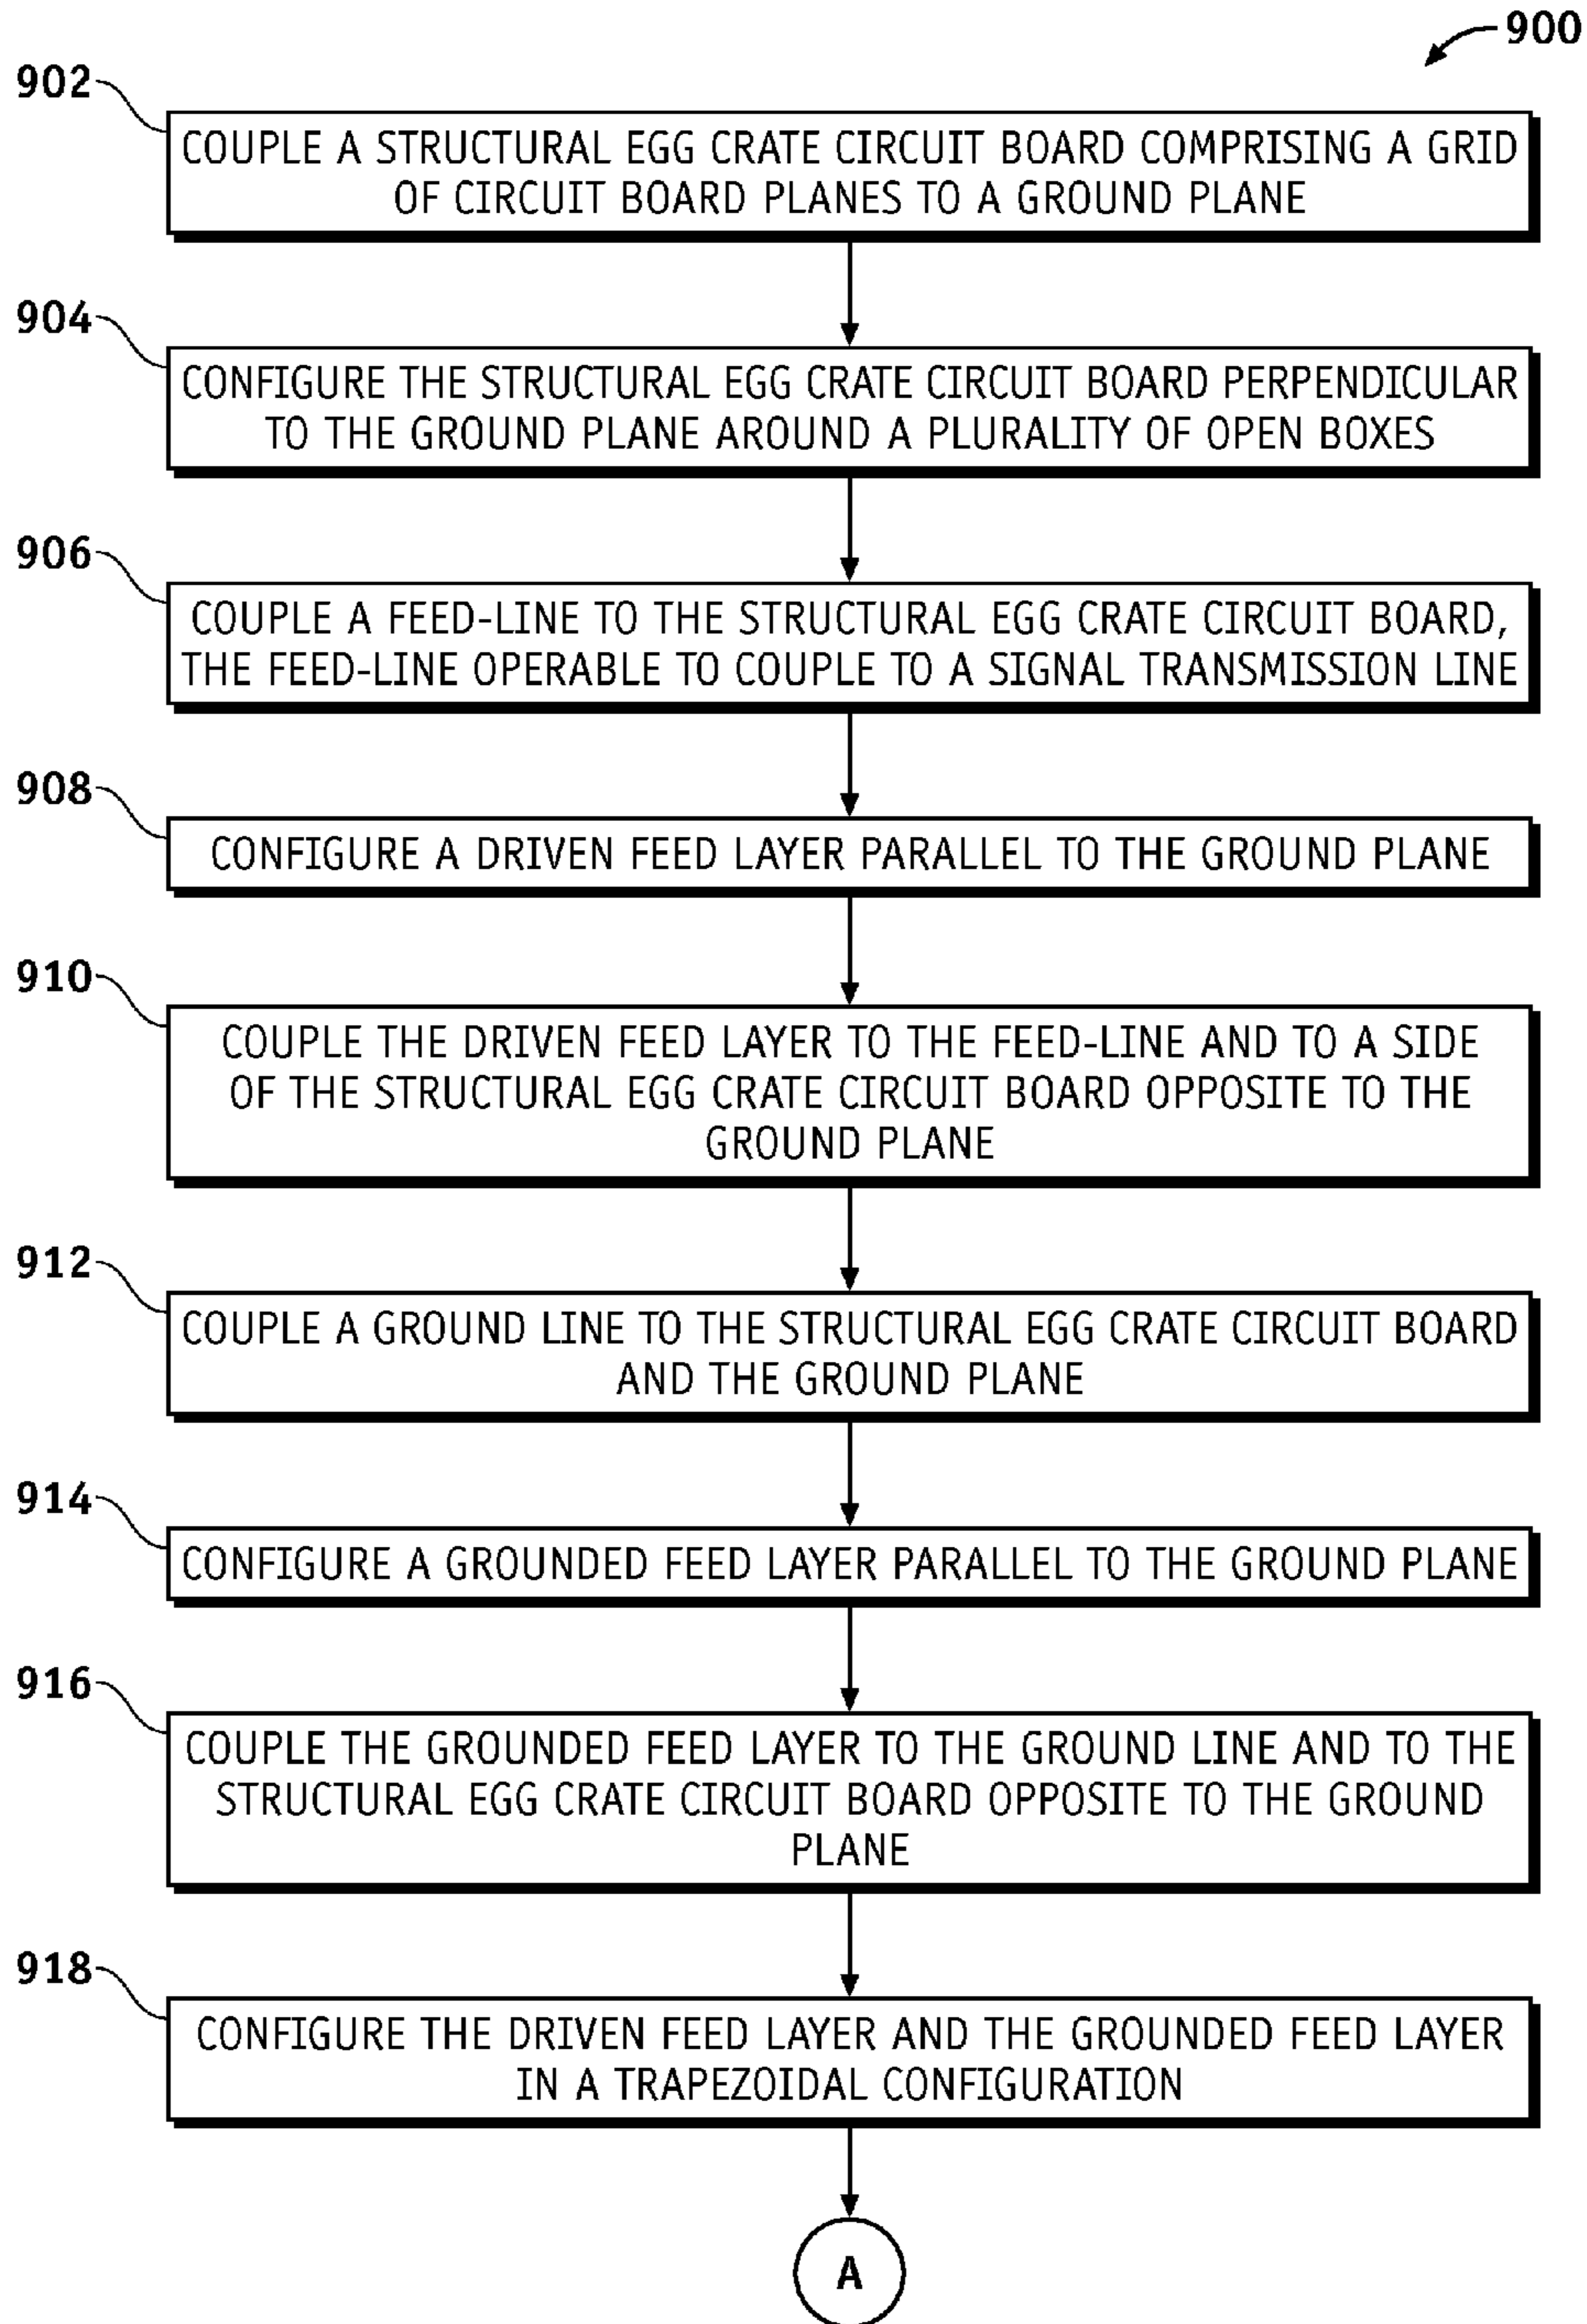 900
902
COUPLE A STRUCTURAL EGG CRATE CIRCUIT BOARD COMPRISING A GRID
OF CIRCUIT BOARD PLANES TO A GROUND PLANE
904
CONFIGURE THE STRUCTURAL EGG CRATE CIRCUIT BOARD PERPENDICULAR
TO THE GROUND PLANE AROUND A PLURALITY OF OPEN BOXES
906
COUPLE A FEED-LINE TO THE STRUCTURAL EGG CRATE CIRCUIT BOARD,
THE FEED-LINE OPERABLE TO COUPLE TO A SIGNAL TRANSMISSION LINE
908
CONFIGURE A DRIVEN FEED LAYER PARALLEL TO THE GROUND PLANE
910
COUPLE THE DRIVEN FEED LAYER TO THE FEED-LINE AND TO A SIDE
OF THE STRUCTURAL EGG CRATE CIRCUIT BOARD OPPOSITE TO THE
GROUND PLANE
912
COUPLE A GROUND LINE TO THE STRUCTURAL EGG CRATE CIRCUIT BOARD
AND THE GROUND PLANE
914
CONFIGURE A GROUNDED FEED LAYER PARALLEL TO THE GROUND PLANE
916
COUPLE THE GROUNDED FEED LAYER TO THE GROUND LINE AND TO THE
STRUCTURAL EGG CRATE CIRCUIT BOARD OPPOSITE TO THE GROUND
PLANE
918
CONFIGURE THE DRIVEN FEED LAYER AND THE GROUNDED FEED LAYER
IN A TRAPEZOIDAL CONFIGURATION
A